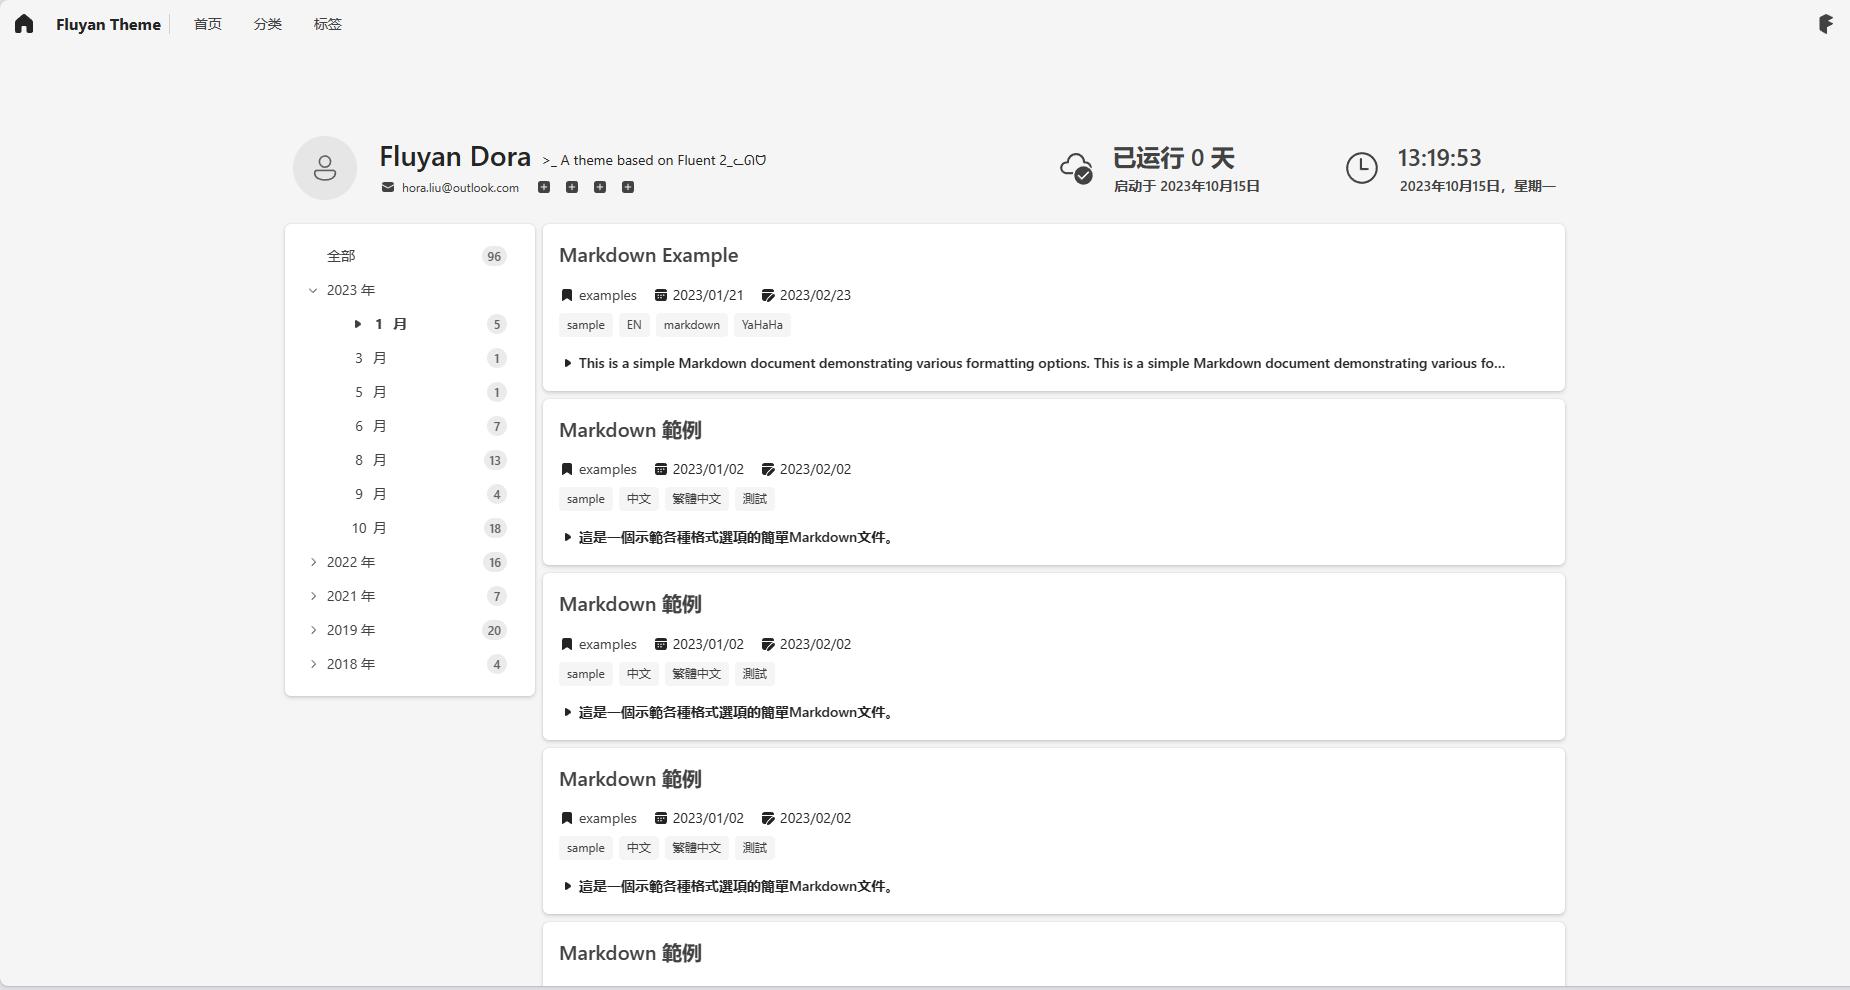 Fluyan Theme 首页 分类 标签
Fluyan Dora >_ A theme based on Fluent 2
hora.liu@outlook.com
已运行 0 天
启动于 2023年10月15日
13:19:53
2023年10月15日，星期一
全部 96
2023 年
1 月 5
3 月 1
5 月 1
6 月 7
8 月 13
9 月 4
10 月 18
2022 年 16
2021 年 7
2019 年 20
2018 年 4
Markdown Example
examples 2023/01/21 2023/02/23
sample EN markdown YaHaHa
This is a simple Markdown document demonstrating various formatting options. This is a simple Markdown document demonstrating various fo...
Markdown 範例
examples 2023/01/02 2023/02/02
sample 中文 繁體中文 測試
這是一個示範各種格式選項的簡單Markdown文件。
Markdown 範例
examples 2023/01/02 2023/02/02
sample 中文 繁體中文 測試
這是一個示範各種格式選項的簡單Markdown文件。
Markdown 範例
examples 2023/01/02 2023/02/02
sample 中文 繁體中文 測試
這是一個示範各種格式選項的簡單Markdown文件。
Markdown 範例